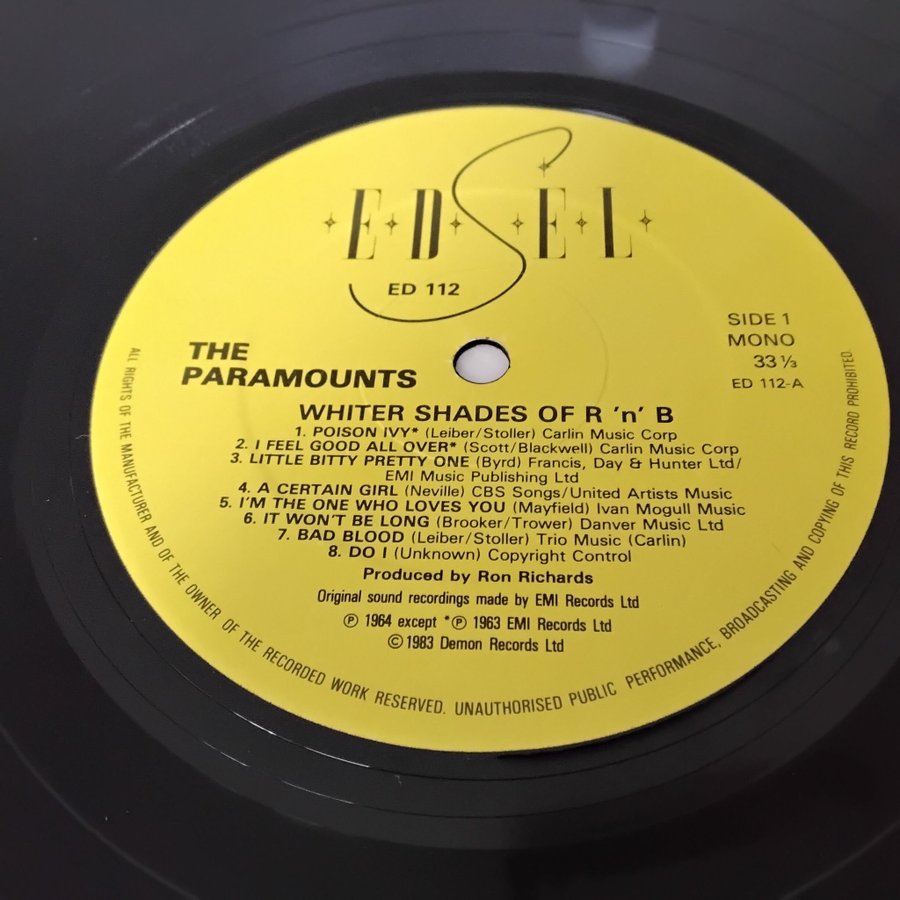 EDSEL
ED 112
SIDE 1
MONO
33 ⅓
ED 112-A
THE
PARAMOUNTS
WHITER SHADES OF R 'n' B
1. POISON IVY* (Leiber/Stoller) Carlin Music Corp
2. I FEEL GOOD ALL OVER* (Scott/Blackwell) Carlin Music Corp
3. LITTLE BITTY PRETTY ONE (Byrd) Francis, Day & Hunter Ltd/
EMI Music Publishing Ltd
4. A CERTAIN GIRL (Neville) CBS Songs/United Artists Music
5. I'M THE ONE WHO LOVES YOU (Mayfield) Ivan Mogull Music
6. IT WON'T BE LONG (Brooker/Trower) Danver Music Ltd
7. BAD BLOOD (Leiber/Stoller) Trio Music (Carlin)
8. DO I (Unknown) Copyright Control
Produced by Ron Richards
Original sound recordings made by EMI Records Ltd
℗ 1964 except *℗ 1963 EMI Records Ltd
© 1983 Demon Records Ltd
ALL RIGHTS OF THE MANUFACTURER AND OF THE OWNER OF THE RECORDED WORK RESERVED. UNAUTHORISED PUBLIC PERFORMANCE, BROADCASTING AND COPYING OF THIS RECORD PROHIBITED.